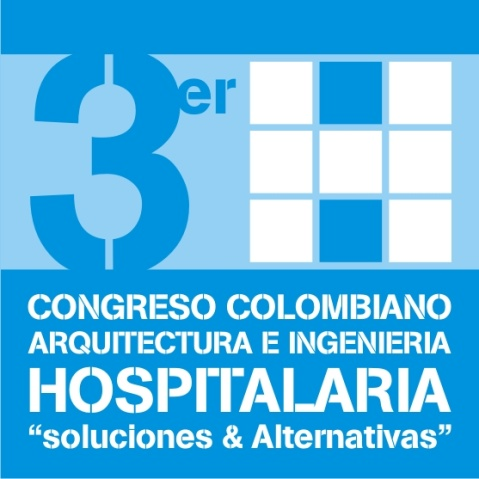 3er
CONGRESO COLOMBIANO
ARQUITECTURA E INGENIERIA
HOSPITALARIA
“soluciones & Alternativas”